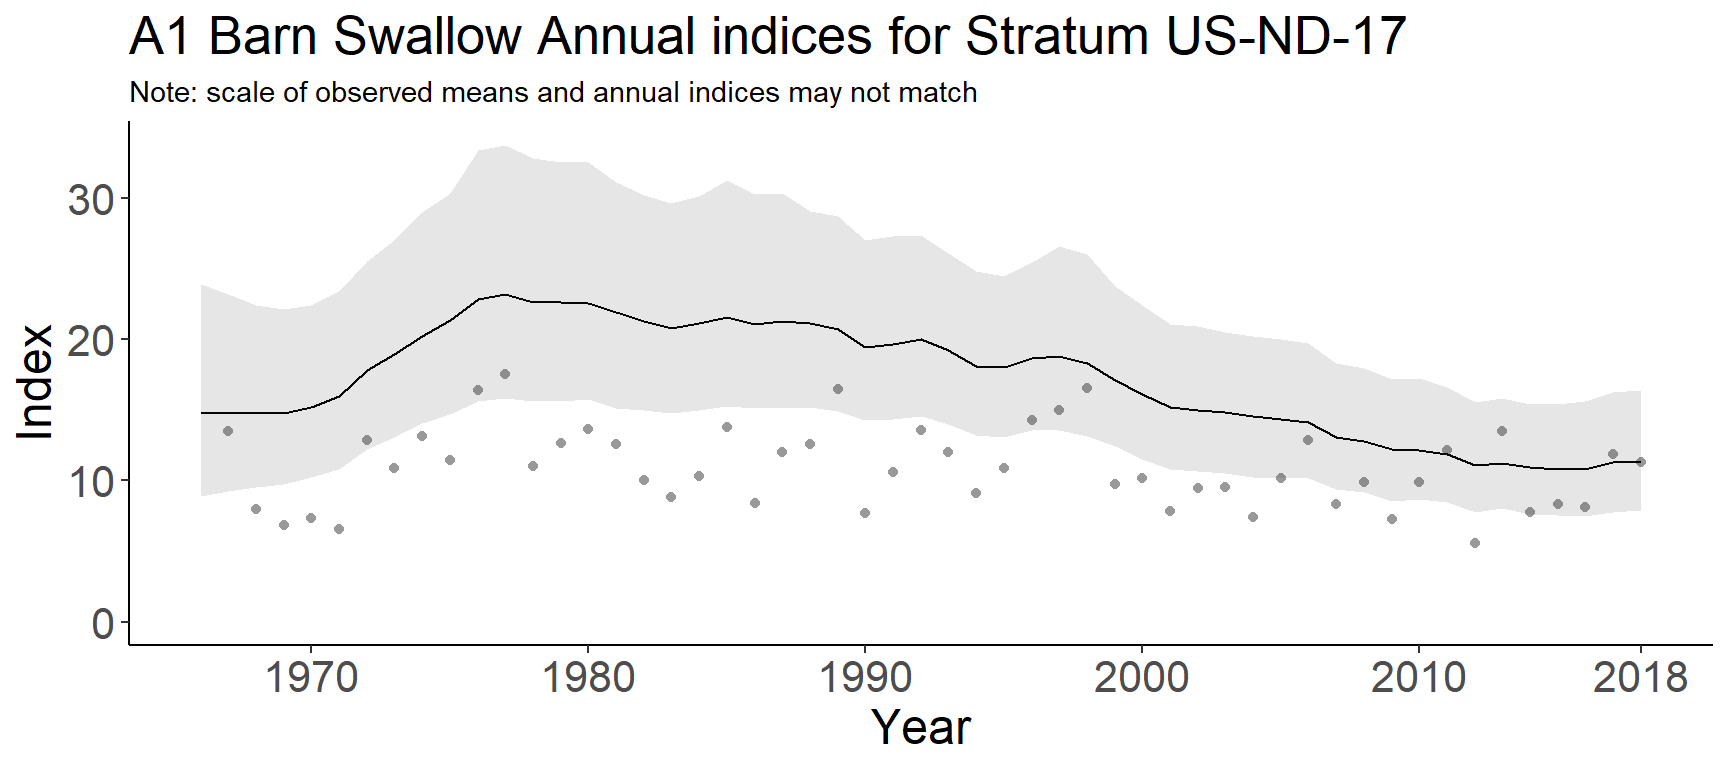 A1 Barn Swallow Annual indices for Stratum US-ND-17
Note: scale of observed means and annual indices may not match
Index
30
20
10
0
1970 1980 1990 2000 2010 2018
Year